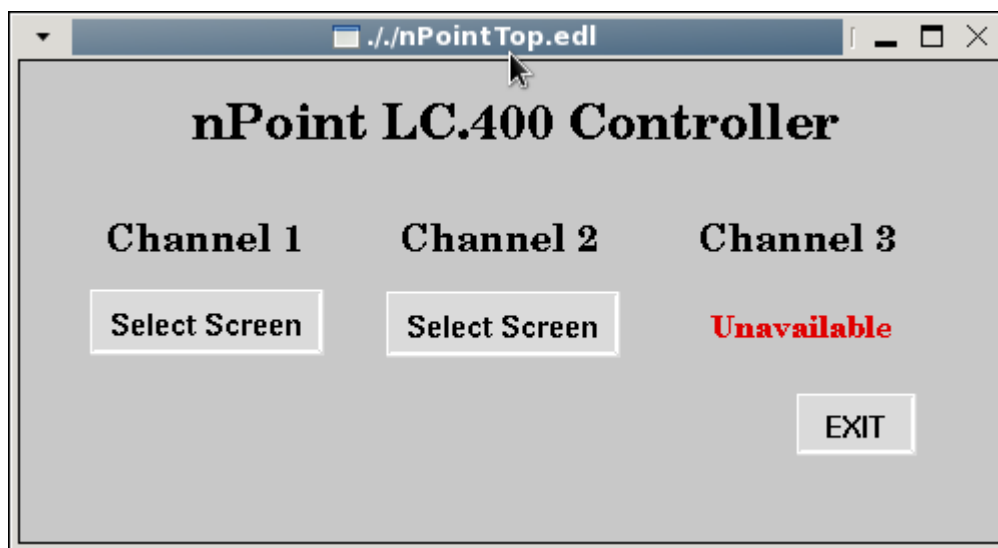 ././nPointTop.edl
nPoint LC.400 Controller
Channel 1 Channel 2 Channel 3
Select Screen Select Screen Unavailable
EXIT